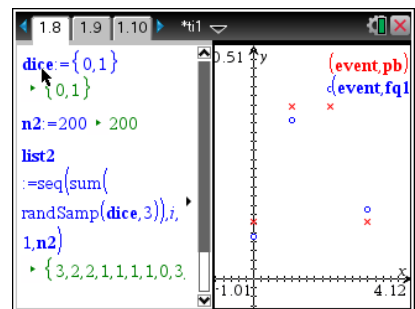 1.8 1.9 1.10 *ti1
dice:={0,1}
▸ {0,1}
n2:=200 ▸ 200
list2
:=seq(sum(
randSamp(dice,3)),i,
1,n2)
▸ {3,2,2,1,1,1,1,0,3,
0.51 y
(event,pb)
(event,fq1
x
-1.01 4.12